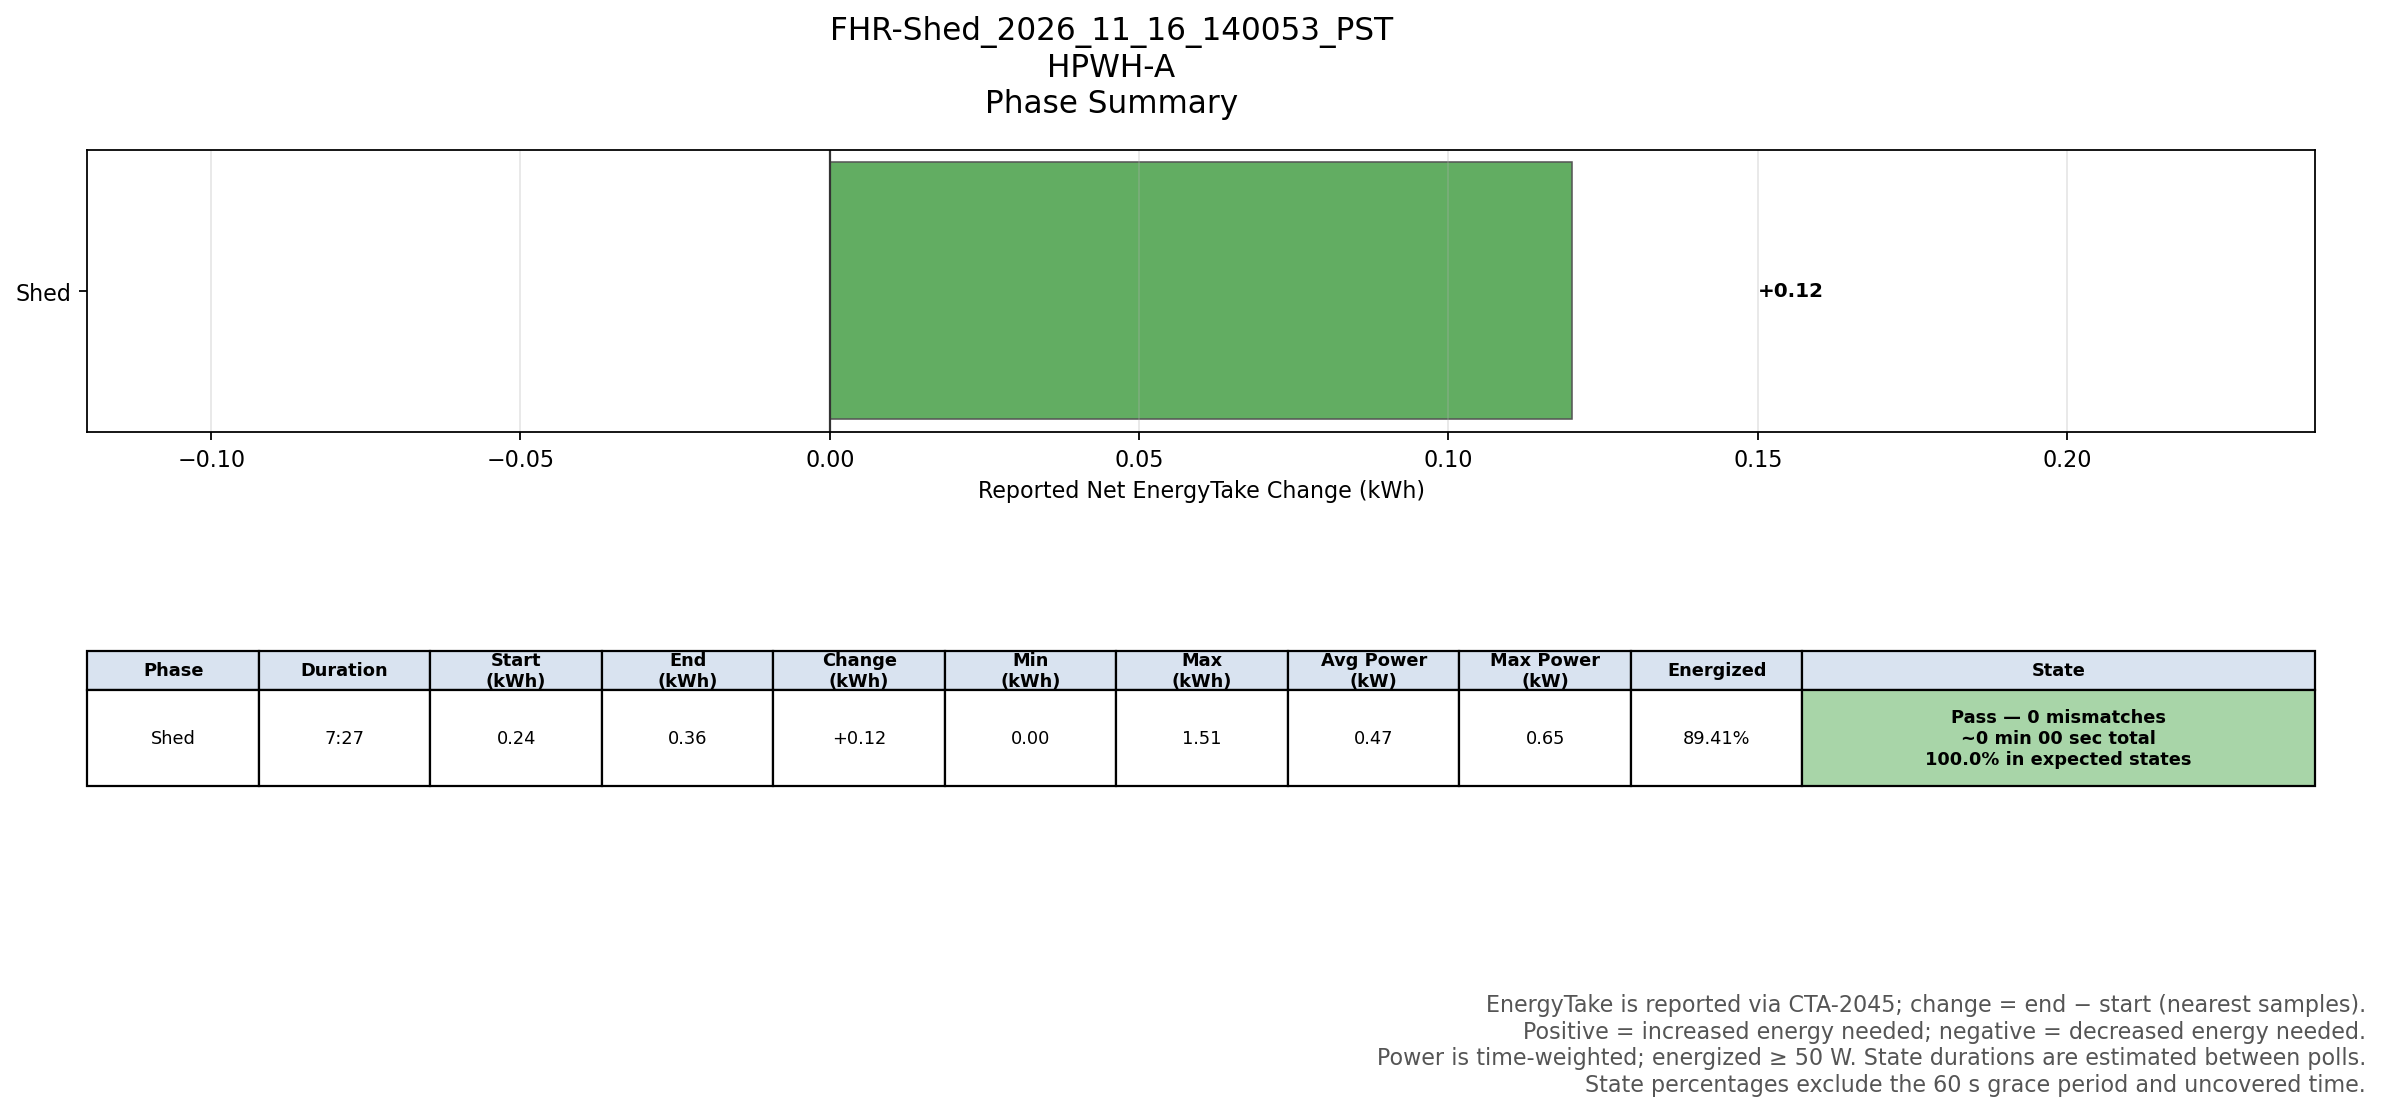 FHR-Shed_2026_11_16_140053_PST
HPWH-A
Phase Summary
Shed
+0.12
−0.10 −0.05 0.00 0.05 0.10 0.15 0.20
Reported Net EnergyTake Change (kWh)
Phase Duration Start (kWh) End (kWh) Change (kWh) Min (kWh) Max (kWh) Avg Power (kW) Max Power (kW) Energized State
Shed 7:27 0.24 0.36 +0.12 0.00 1.51 0.47 0.65 89.41% Pass — 0 mismatches
~0 min 00 sec total
100.0% in expected states
EnergyTake is reported via CTA-2045; change = end − start (nearest samples).
Positive = increased energy needed; negative = decreased energy needed.
Power is time-weighted; energized ≥ 50 W. State durations are estimated between polls.
State percentages exclude the 60 s grace period and uncovered time.